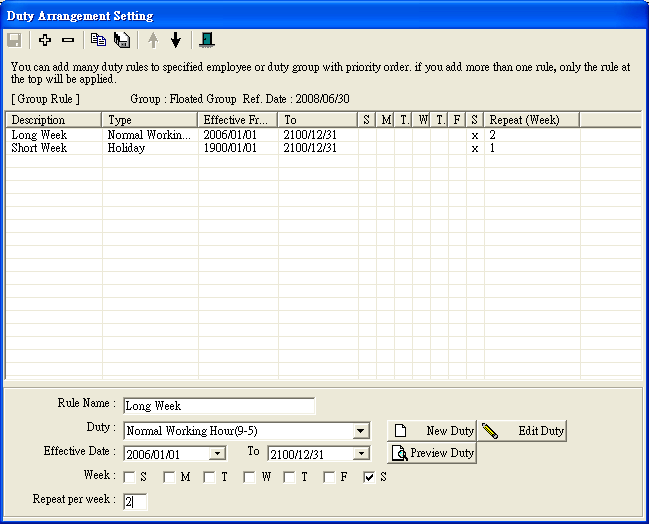 Duty Arrangement Setting
You can add many duty rules to specified employee or duty group with priority order. if you add more than one rule, only the rule at
the top will be applied.
[ Group Rule ] Group : Floated Group Ref. Date : 2008/06/30
Description Type Effective Fr... To S M T. W T. F S Repeat (Week)
Long Week Normal Workin... 2006/01/01 2100/12/31 x 2
Short Week Holiday 1900/01/01 2100/12/31 x 1
Rule Name : Long Week
Duty : Normal Working Hour(9-5) New Duty Edit Duty
Effective Date : 2006/01/01 To 2100/12/31 Preview Duty
Week : S M T W T F S
Repeat per week : 2